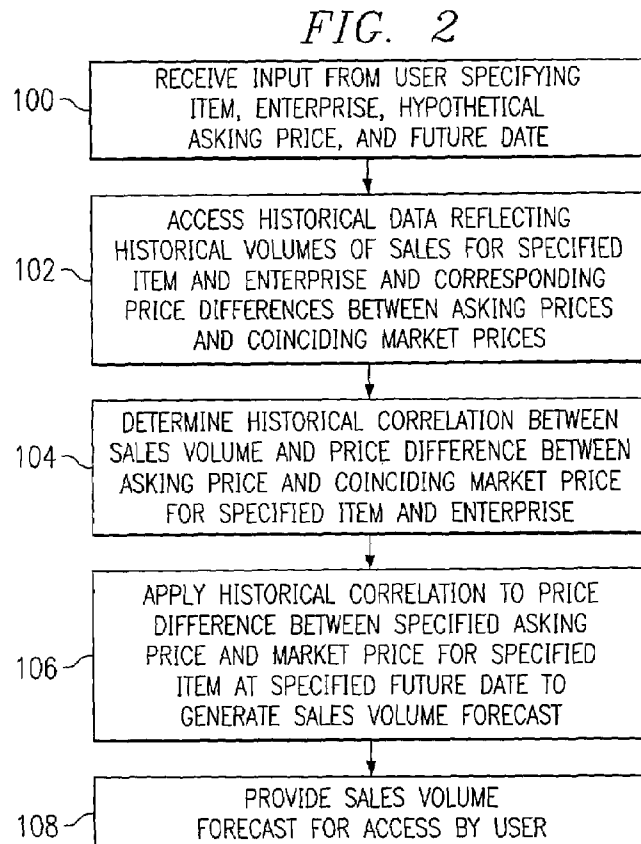 FIG. 2
100
RECEIVE INPUT FROM USER SPECIFYING
ITEM, ENTERPRISE, HYPOTHETICAL
ASKING PRICE, AND FUTURE DATE
102
ACCESS HISTORICAL DATA REFLECTING
HISTORICAL VOLUMES OF SALES FOR SPECIFIED
ITEM AND ENTERPRISE AND CORRESPONDING
PRICE DIFFERENCES BETWEEN ASKING PRICES
AND COINCIDING MARKET PRICES
104
DETERMINE HISTORICAL CORRELATION BETWEEN
SALES VOLUME AND PRICE DIFFERENCE BETWEEN
ASKING PRICE AND COINCIDING MARKET PRICE
FOR SPECIFIED ITEM AND ENTERPRISE
106
APPLY HISTORICAL CORRELATION TO PRICE
DIFFERENCE BETWEEN SPECIFIED ASKING
PRICE AND MARKET PRICE FOR SPECIFIED
ITEM AT SPECIFIED FUTURE DATE TO
GENERATE SALES VOLUME FORECAST
108
PROVIDE SALES VOLUME
FORECAST FOR ACCESS BY USER